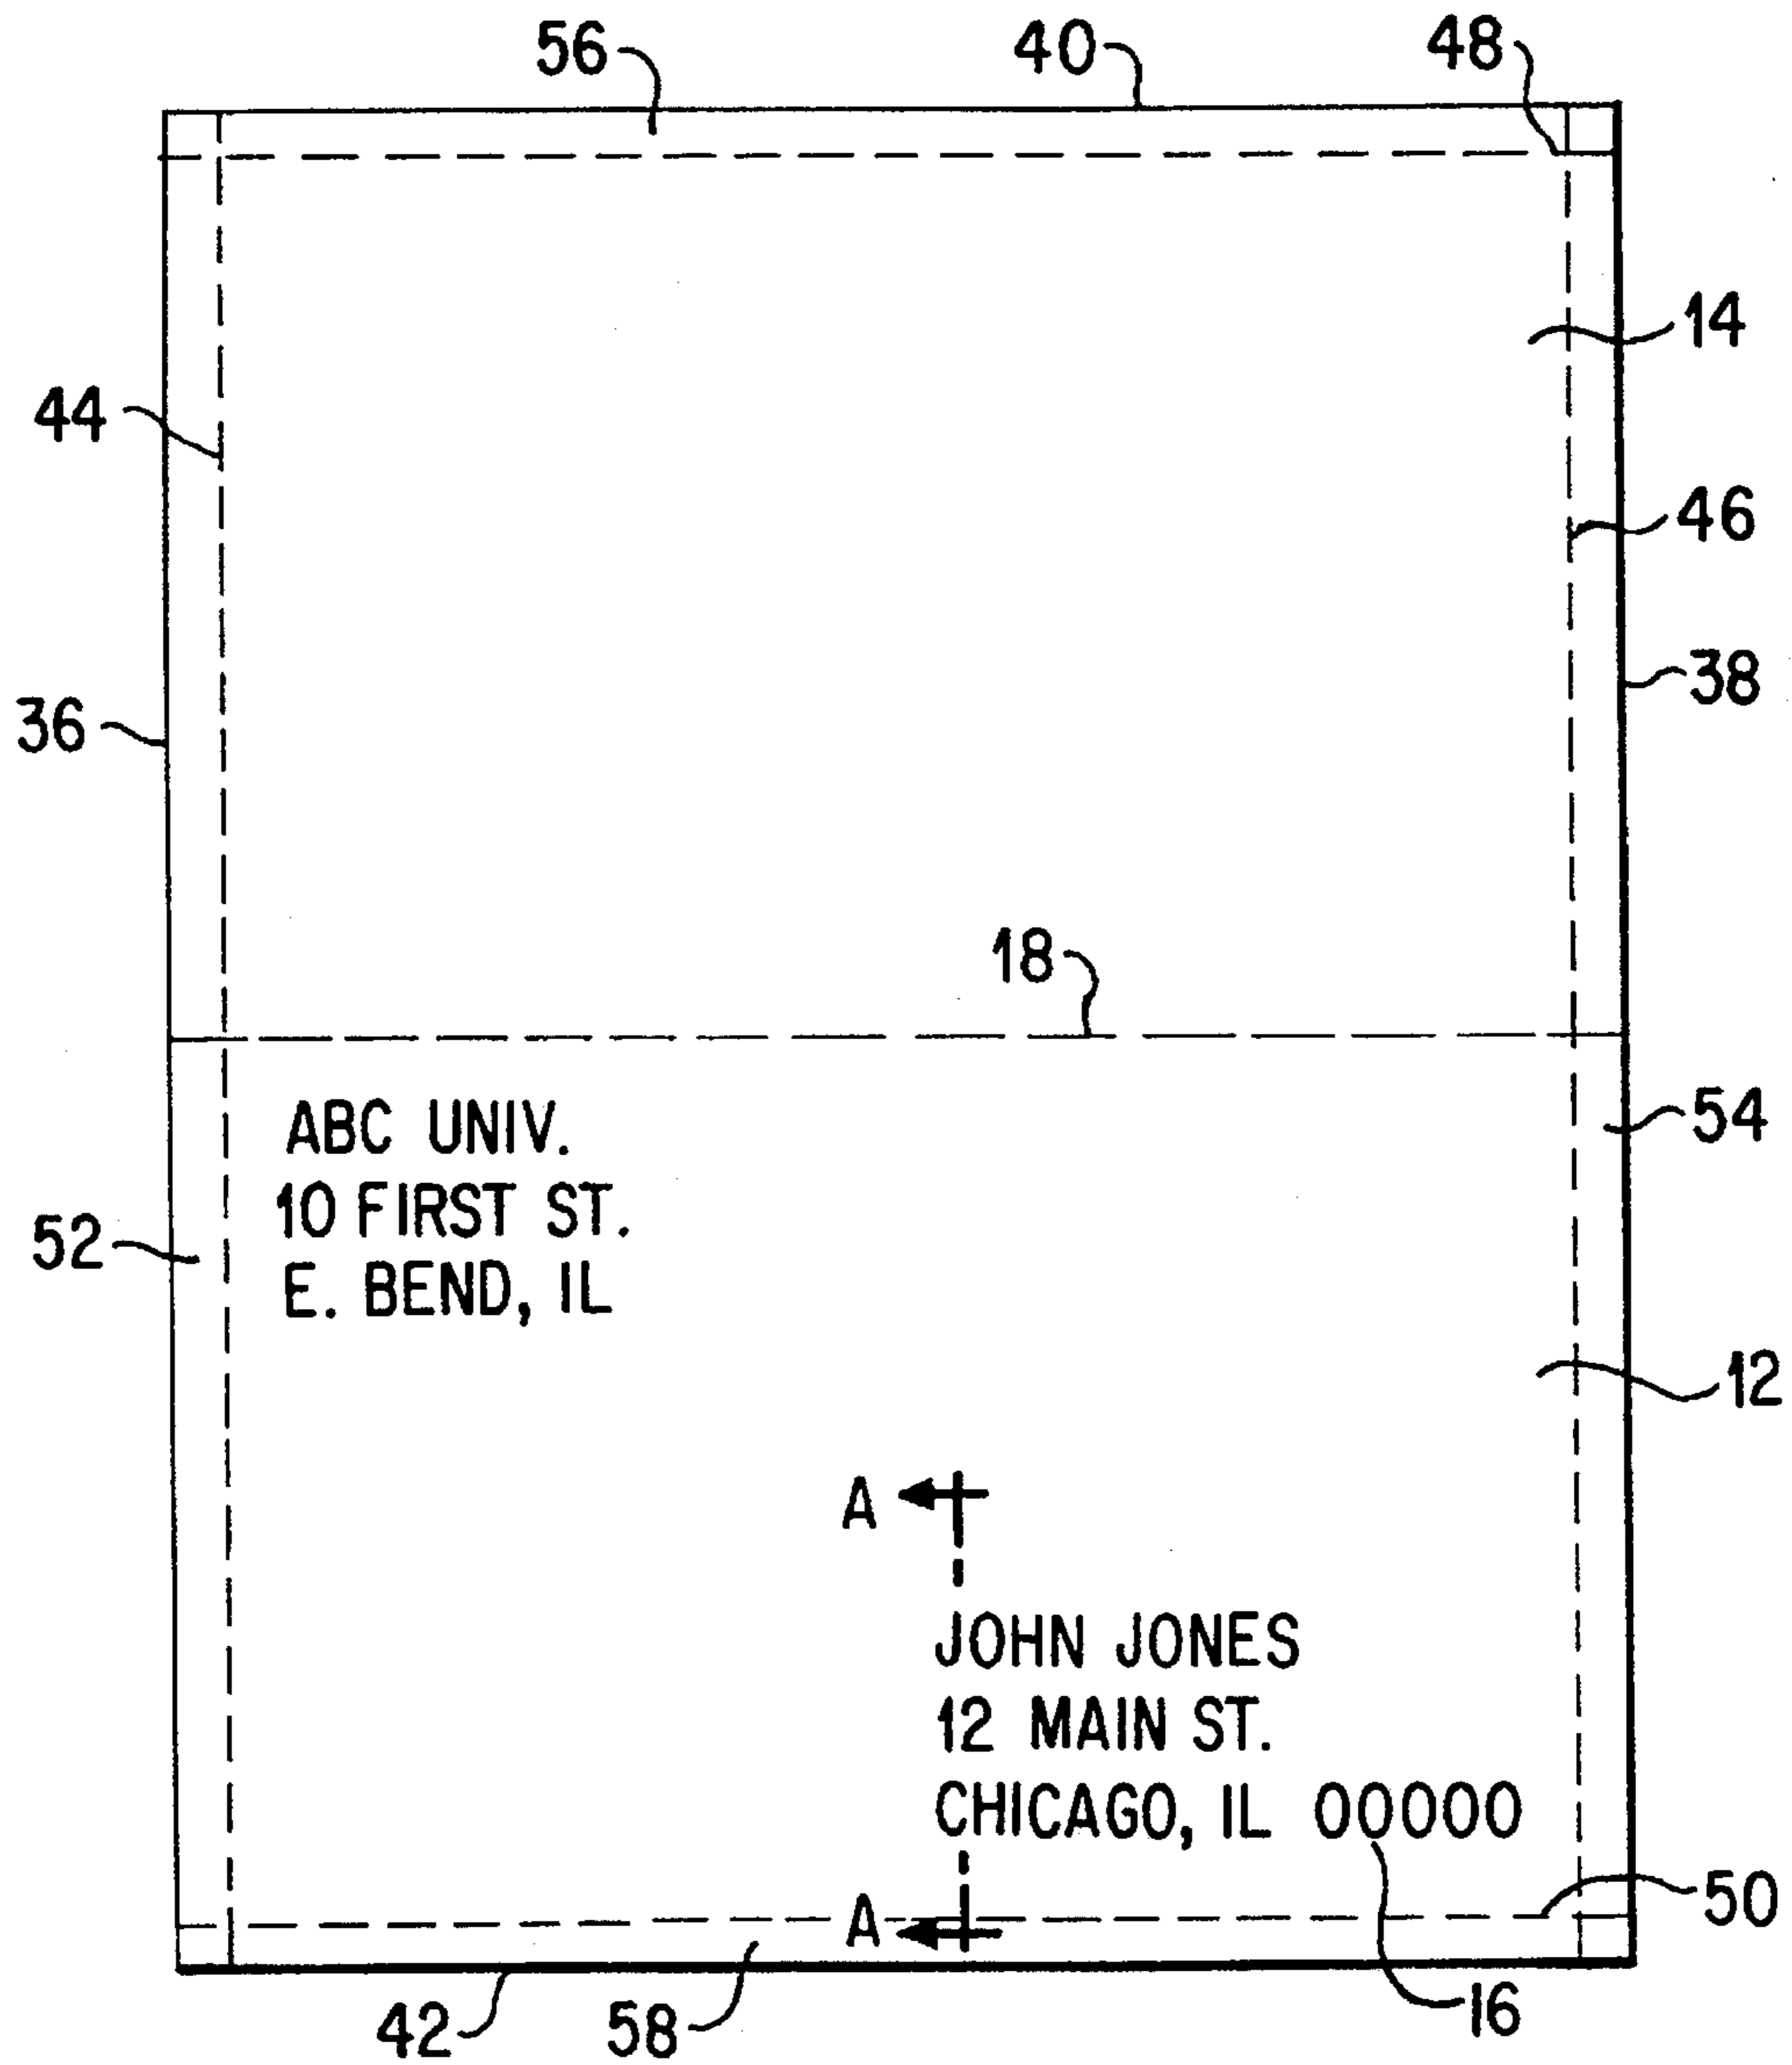 56 40 48
14
44
46
38
36
18
ABC UNIV.
10 FIRST ST.
E. BEND, IL
54
52
12
A
JOHN JONES
12 MAIN ST.
CHICAGO, IL 00000
50
A
42 58 16